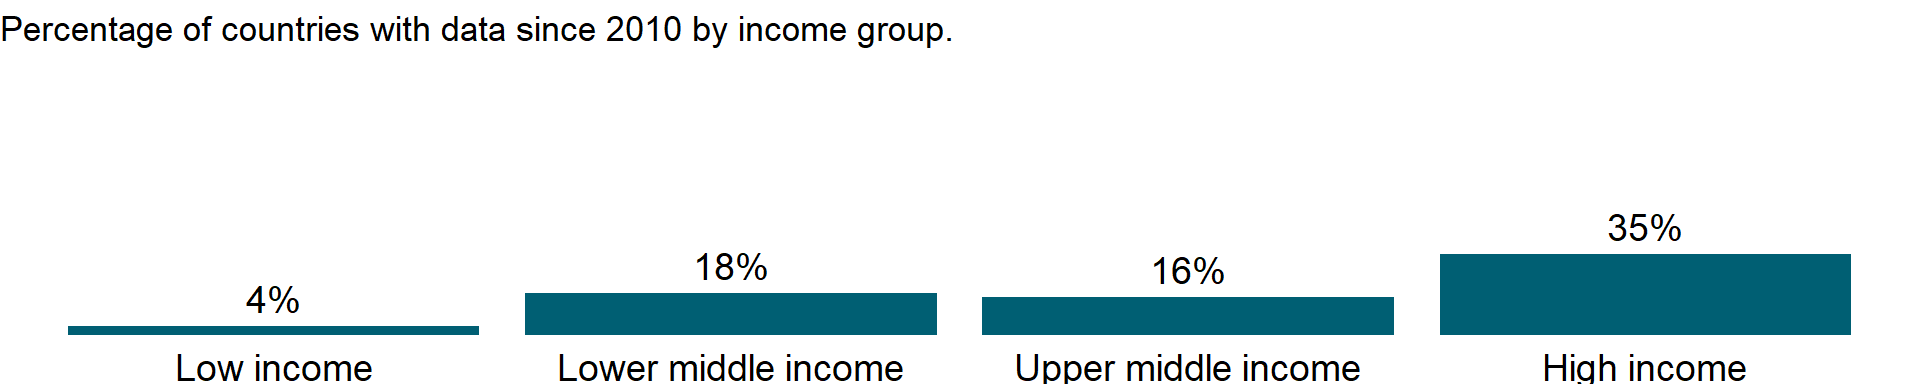 Percentage of countries with data since 2010 by income group.
35%
18%
16%
4%
Low income Lower middle income Upper middle income High income